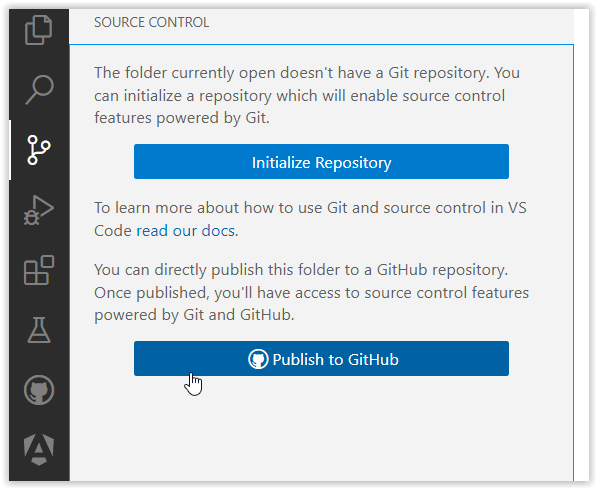 SOURCE CONTROL
The folder currently open doesn't have a Git repository. You
can initialize a repository which will enable source control
features powered by Git.
Initialize Repository
To learn more about how to use Git and source control in VS
Code read our docs.
You can directly publish this folder to a GitHub repository.
Once published, you'll have access to source control features
powered by Git and GitHub.
Publish to GitHub